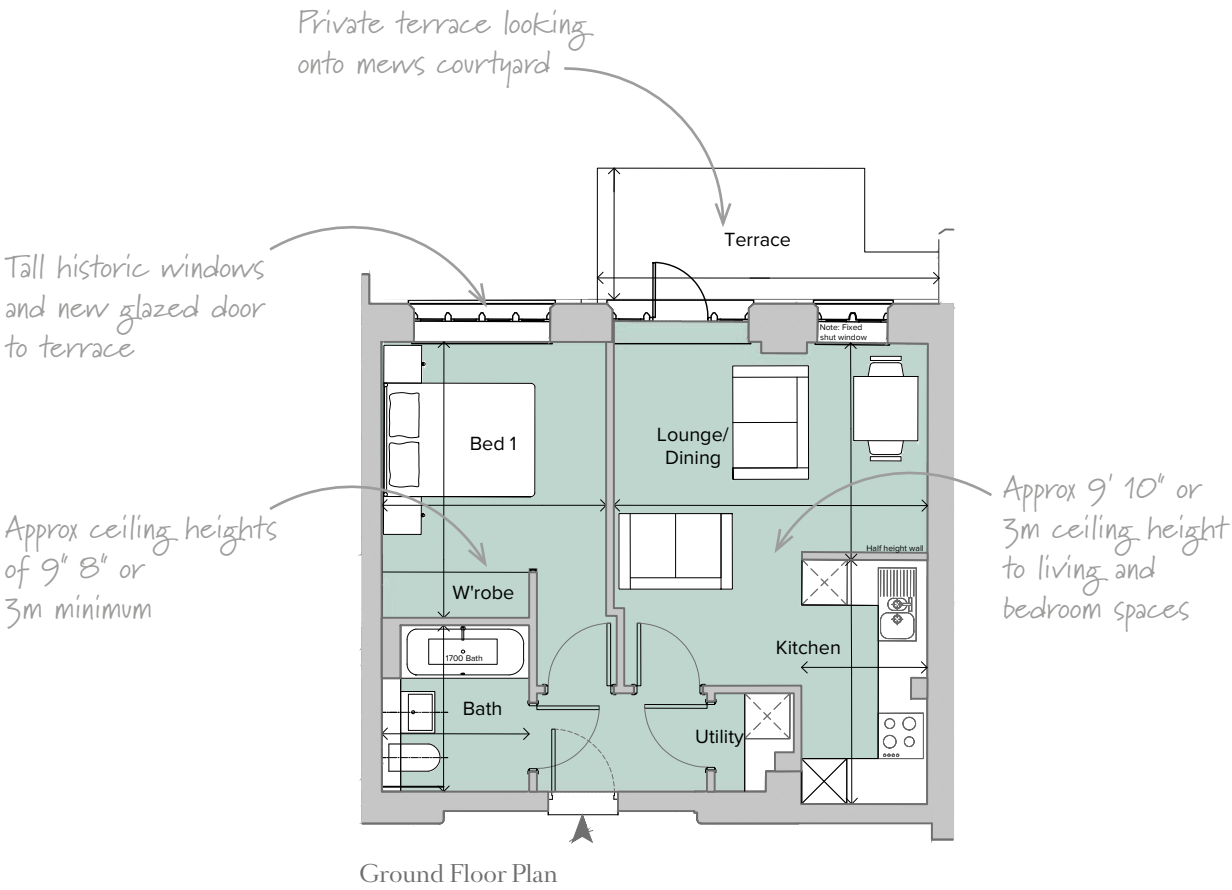 Private terrace looking
onto mews courtyard
Terrace
Tall historic windows
and new glazed door
to terrace
Note: Fixed
shut window
Bed 1
Lounge/
Dining
Approx ceiling heights
of 9" 8" or
3m minimum
Approx 9' 10" or
3m ceiling height
to living and
bedroom spaces
Half height wall
W'robe
Kitchen
1700 Bath
Bath
Utility
Ground Floor Plan